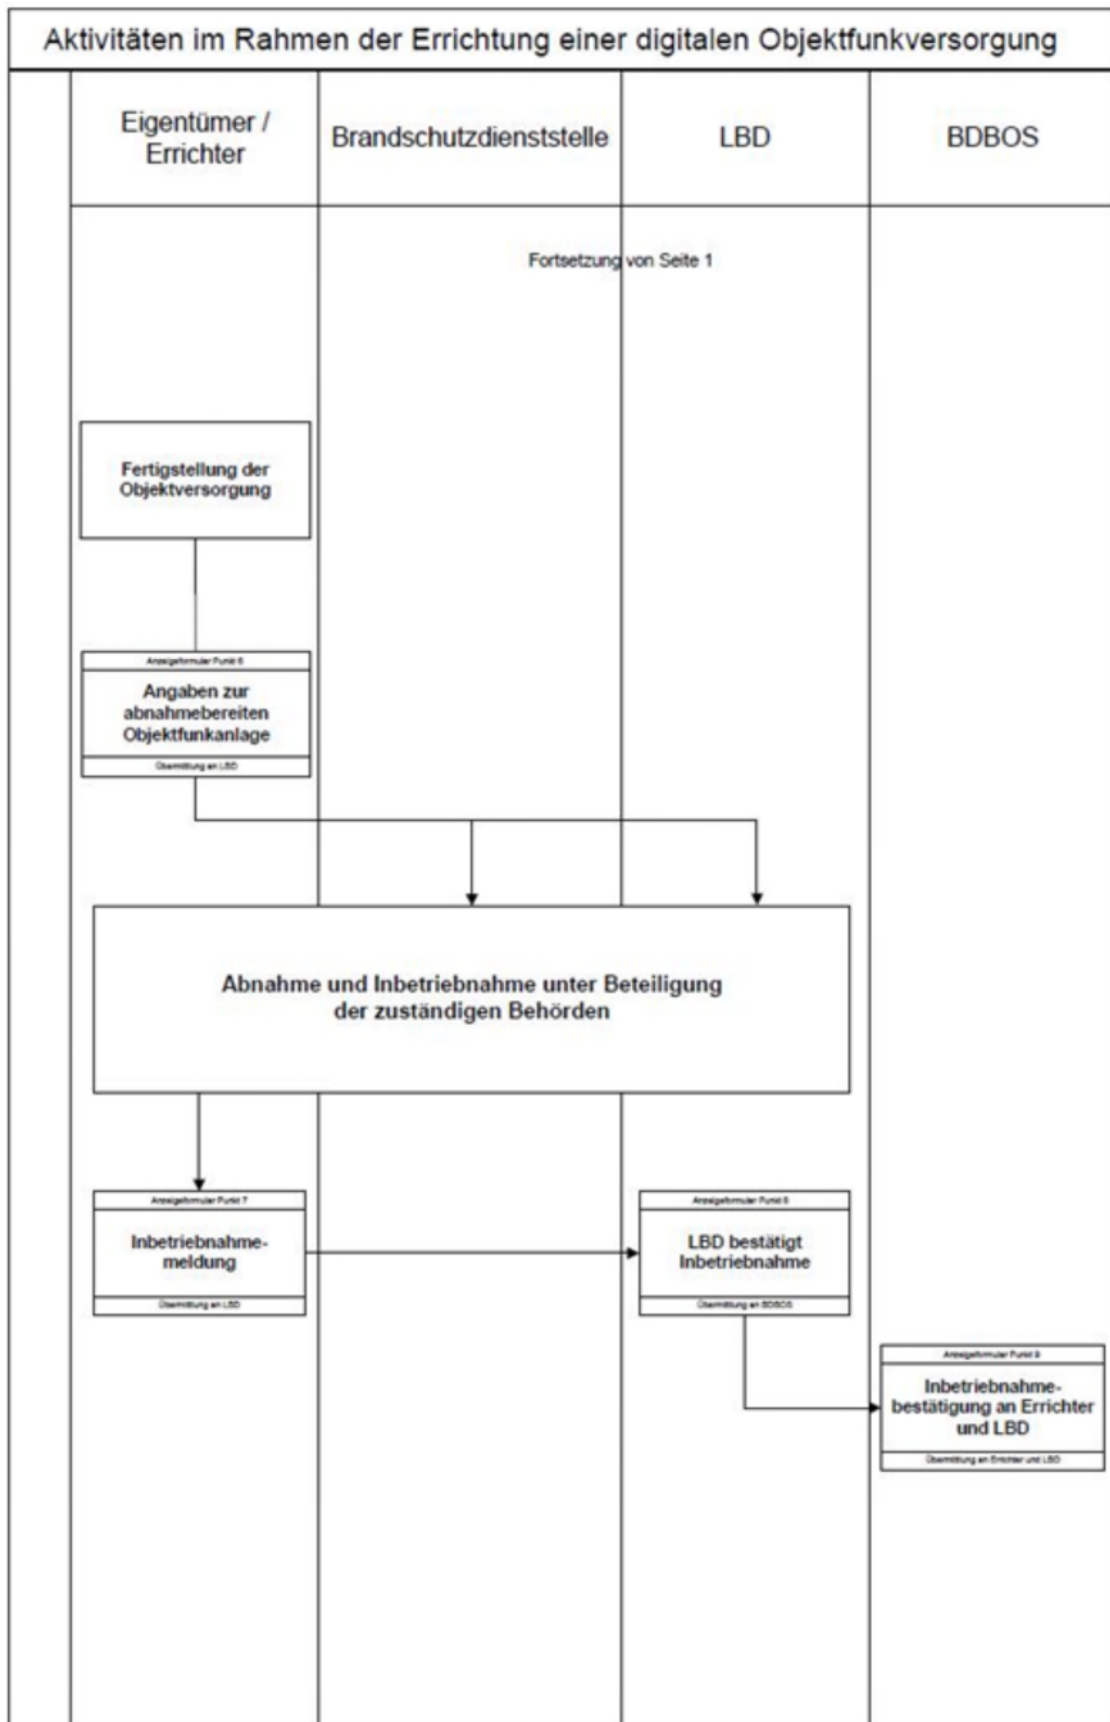 Aktivitäten im Rahmen der Errichtung einer digitalen Objektfunkversorgung
Eigentümer /
Errichter
Brandschutzdienststelle
LBD
BDBOS
Fortsetzung von Seite 1
Fertigstellung der
Objektversorgung
Anzeigeformular Punkt 6
Angaben zur
abnahmebereiten
Objektfunkanlage
Übermittlung an LBD
Abnahme und Inbetriebnahme unter Beteiligung
der zuständigen Behörden
Anzeigeformular Punkt 7
Inbetriebnahme-
meldung
Übermittlung an LBD
Anzeigeformular Punkt 8
LBD bestätigt
Inbetriebnahme
Übermittlung an BDBOS
Anzeigeformular Punkt 9
Inbetriebnahme-
bestätigung an Errichter
und LBD
Übermittlung an Errichter und LBD